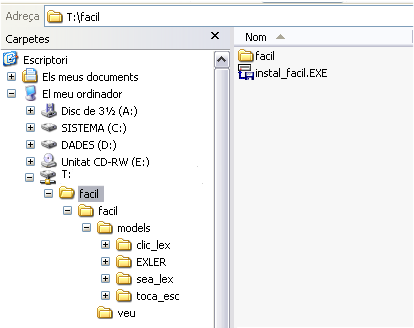 Adreça T:\facil
Carpetes
Escriptori
Els meus documents
El meu ordinador
Disc de 3½ (A:)
SISTEMA (C:)
DADES (D:)
Unitat CD-RW (E:)
T:
facil
facil
models
clic_lex
EXLER
sea_lex
toca_esc
veu
Nom
facil
instal_facil.EXE